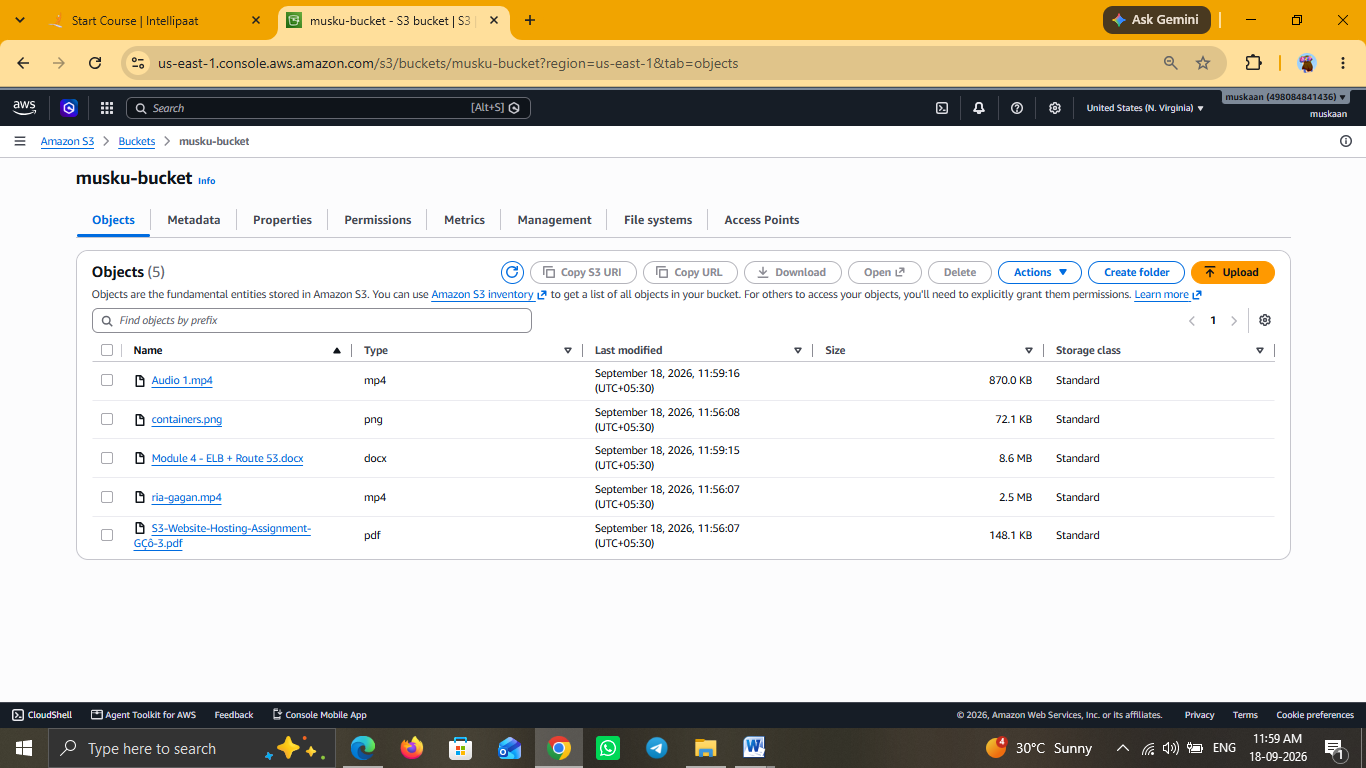 Start Course | Intellipaat
musku-bucket - S3 bucket | S3 |
Ask Gemini
us-east-1.console.aws.amazon.com/s3/buckets/musku-bucket?region=us-east-1&tab=objects
aws
Search [Alt+S]
United States (N. Virginia) ▼
muskaan (498084841436) ▼
muskaan
Amazon S3 > Buckets > musku-bucket
musku-bucket Info
Objects Metadata Properties Permissions Metrics Management File systems Access Points
Objects (5) Copy S3 URI Copy URL Download Open Delete Actions ▼ Create folder Upload
Objects are the fundamental entities stored in Amazon S3. You can use Amazon S3 inventory to get a list of all objects in your bucket. For others to access your objects, you'll need to explicitly grant them permissions. Learn more
Find objects by prefix
1
Name Type Last modified Size Storage class
Audio 1.mp4 mp4 September 18, 2026, 11:59:16 (UTC+05:30) 870.0 KB Standard
containers.png png September 18, 2026, 11:56:08 (UTC+05:30) 72.1 KB Standard
Module 4 - ELB + Route 53.docx docx September 18, 2026, 11:59:15 (UTC+05:30) 8.6 MB Standard
ria-gagan.mp4 mp4 September 18, 2026, 11:56:07 (UTC+05:30) 2.5 MB Standard
S3-Website-Hosting-Assignment-GÇô-3.pdf pdf September 18, 2026, 11:56:07 (UTC+05:30) 148.1 KB Standard
CloudShell Agent Toolkit for AWS Feedback Console Mobile App © 2026, Amazon Web Services, Inc. or its affiliates. Privacy Terms Cookie preferences
Type here to search
4
30°C Sunny
ENG
11:59 AM
18-09-2026
1